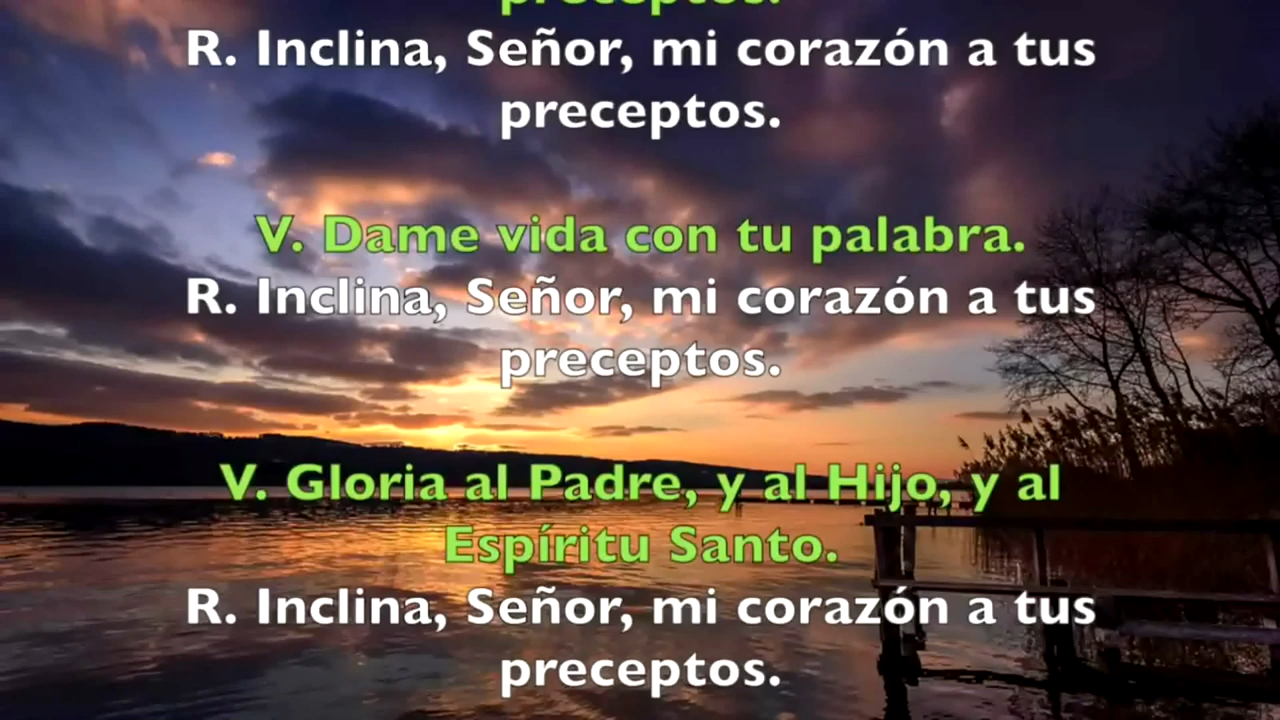 preceptos.
R. Inclina, Señor, mi corazón a tus
preceptos.
V. Dame vida con tu palabra.
R. Inclina, Señor, mi corazón a tus
preceptos.
V. Gloria al Padre, y al Hijo, y al
Espíritu Santo.
R. Inclina, Señor, mi corazón a tus
preceptos.